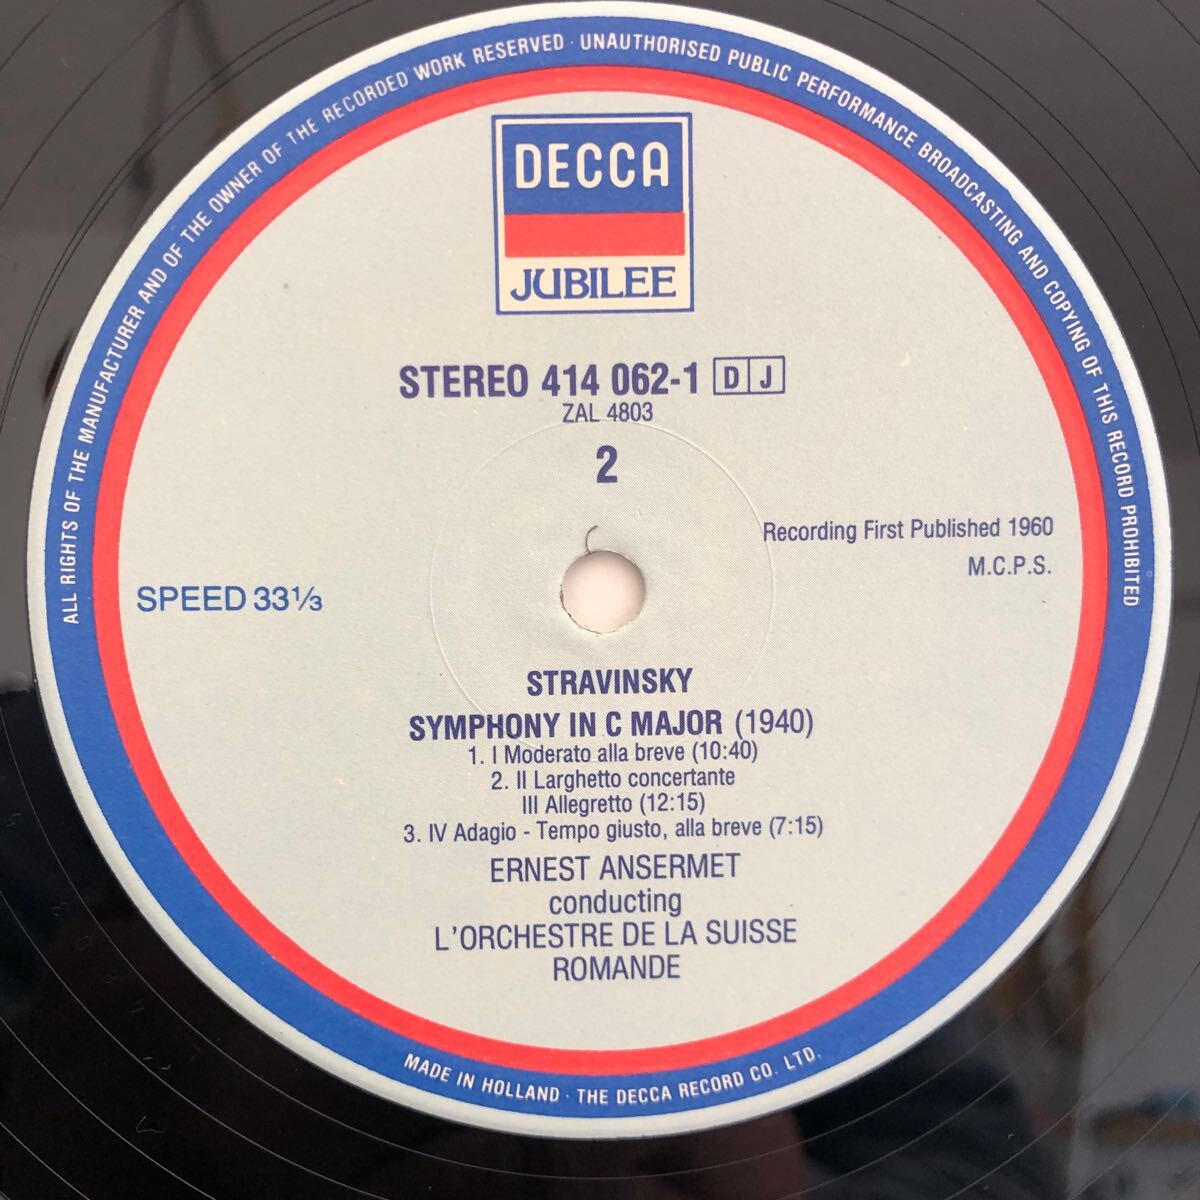 ALL RIGHTS OF THE MANUFACTURER AND OF THE OWNER OF THE RECORDED WORK RESERVED · UNAUTHORISED PUBLIC PERFORMANCE BROADCASTING AND COPYING OF THIS RECORD PROHIBITED
DECCA
JUBILEE
STEREO 414 062-1 D J
ZAL 4803
2
Recording First Published 1960
M.C.P.S.
SPEED 33⅓
STRAVINSKY
SYMPHONY IN C MAJOR (1940)
1. I Moderato alla breve (10:40)
2. II Larghetto concertante
III Allegretto (12:15)
3. IV Adagio - Tempo giusto, alla breve (7:15)
ERNEST ANSERMET
conducting
L'ORCHESTRE DE LA SUISSE
ROMANDE
MADE IN HOLLAND · THE DECCA RECORD CO. LTD.